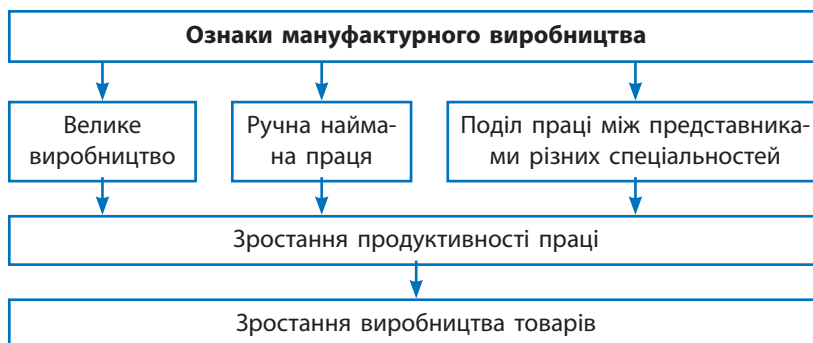 Ознаки мануфактурного виробництва
Велике
виробництво
Ручна найма-
на праця
Поділ праці між представника-
ми різних спеціальностей
Зростання продуктивності праці
Зростання виробництва товарів